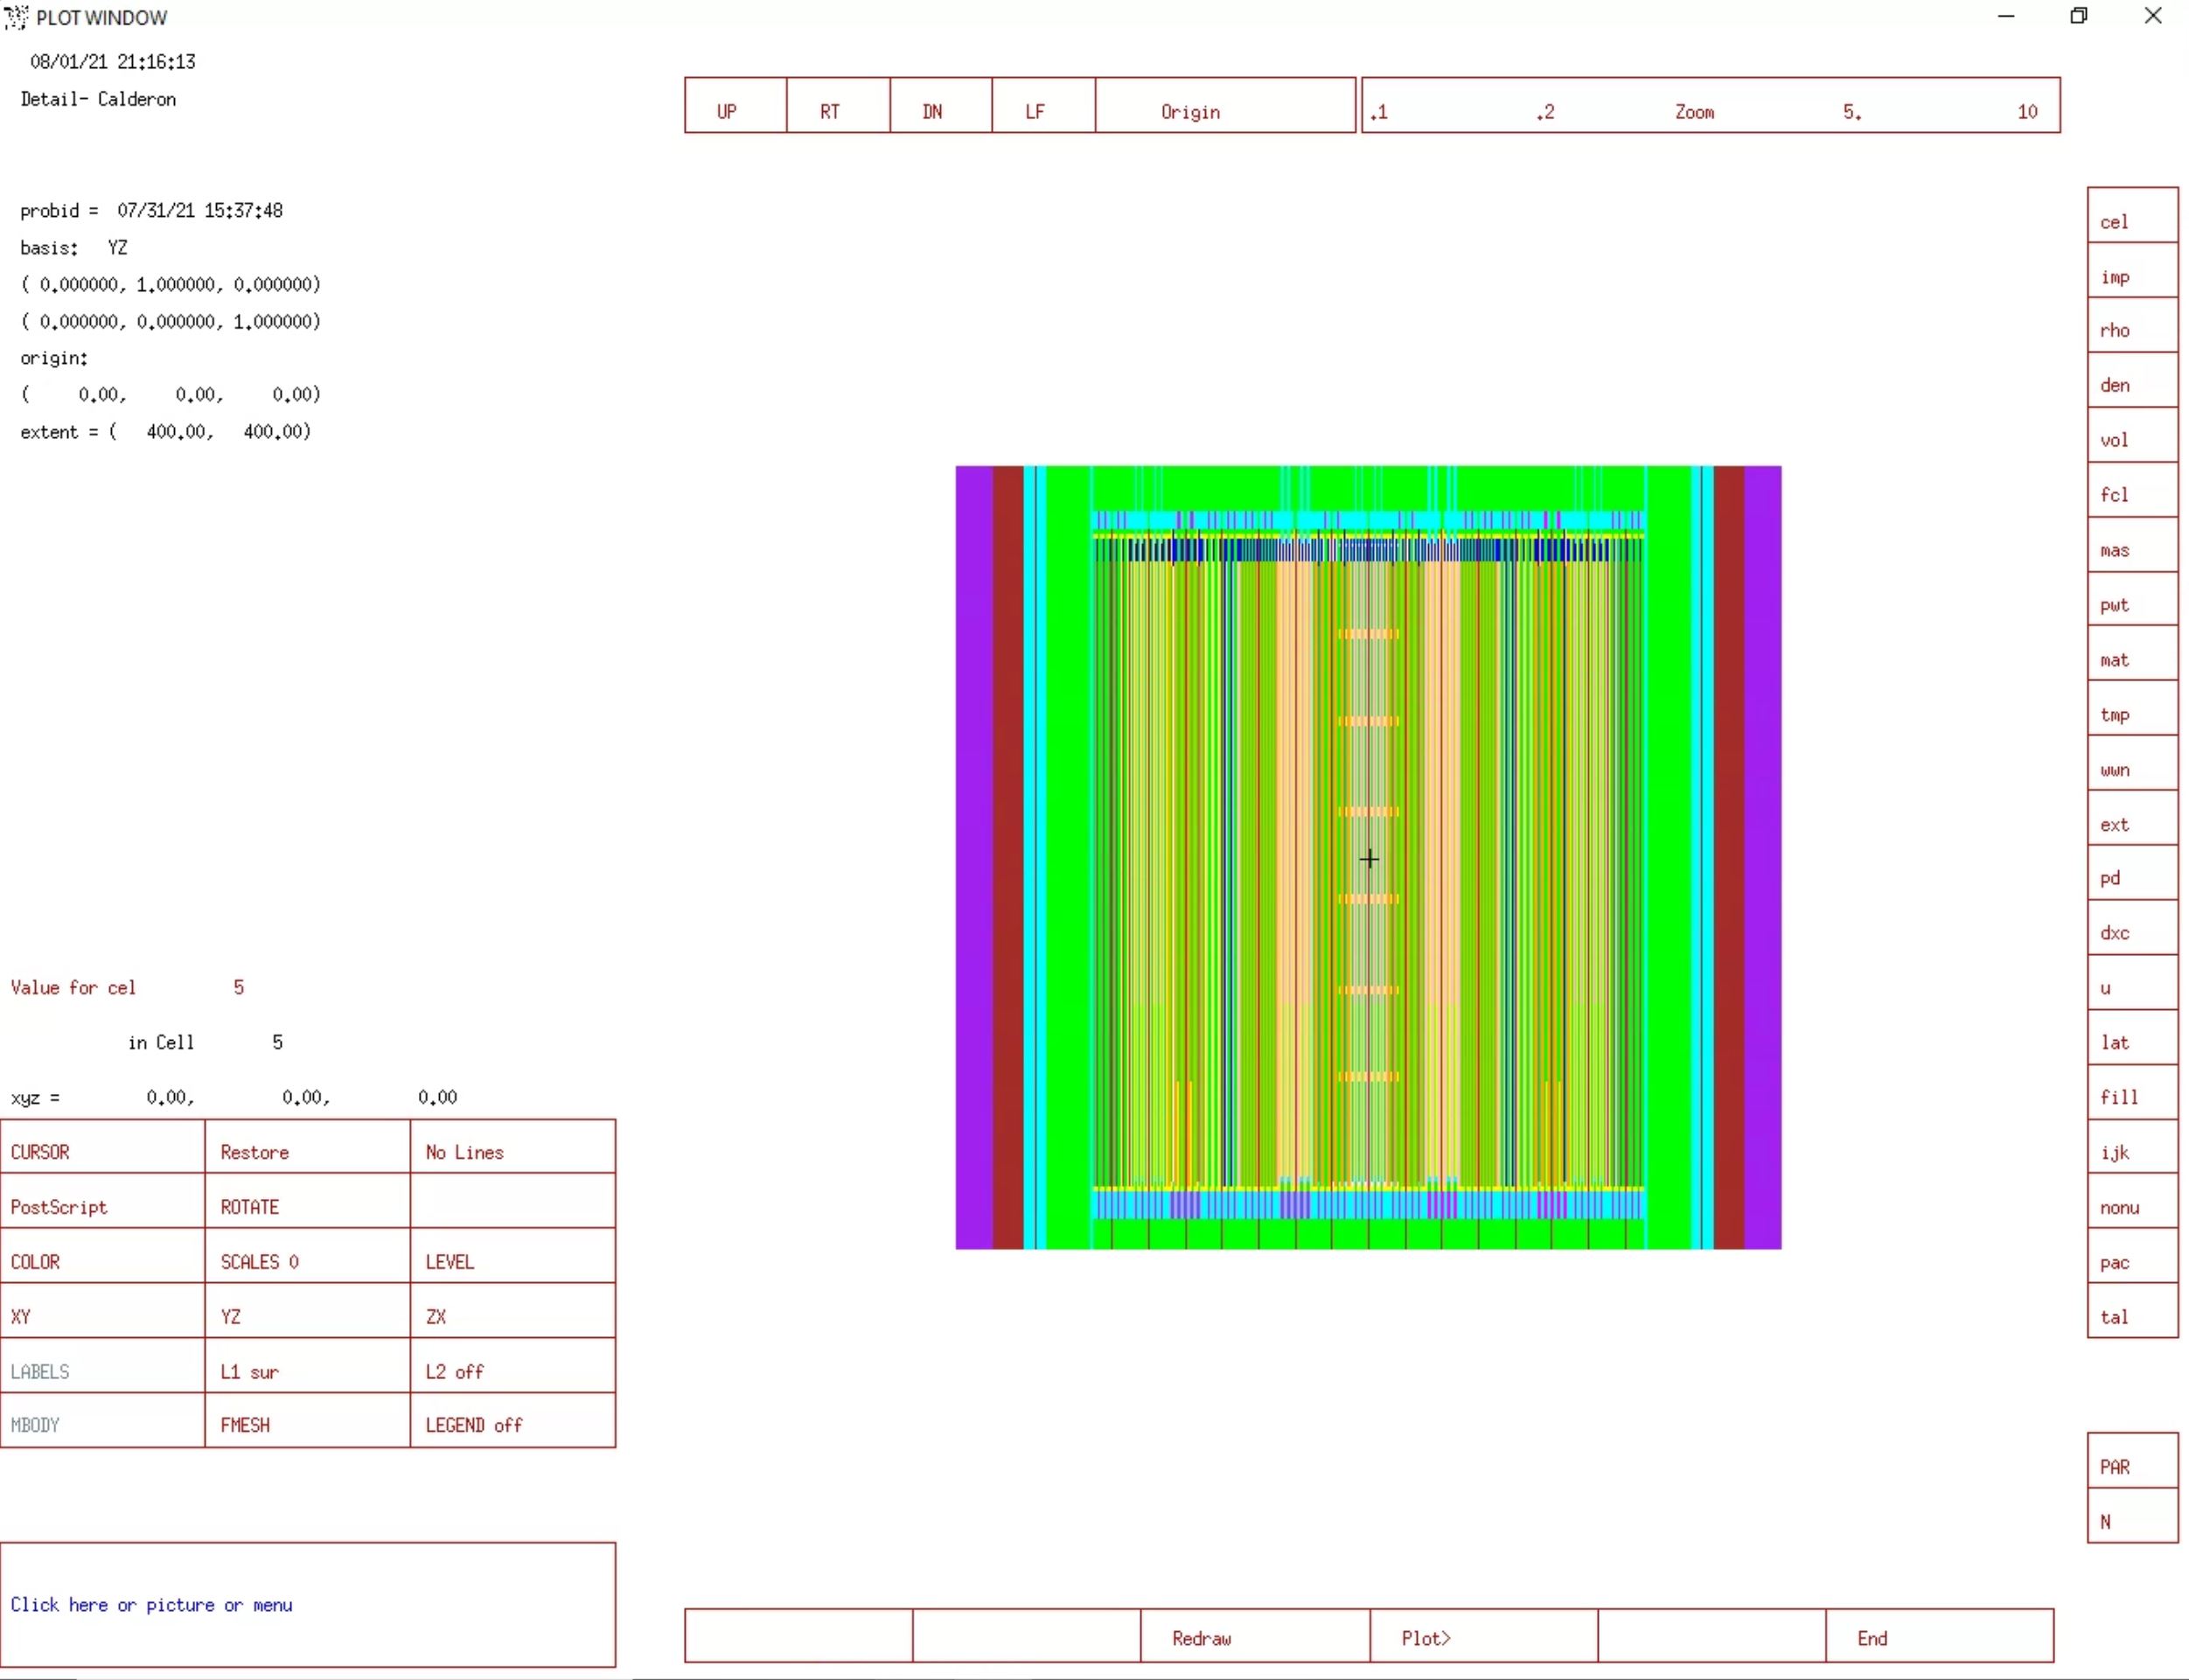 PLOT WINDOW
08/01/21 21:16:13
Detail- Calderon
UP RT DN LF Origin .1 .2 Zoom 5. 10
probid = 07/31/21 15:37:48
basis: YZ
( 0.000000, 1.000000, 0.000000)
( 0.000000, 0.000000, 1.000000)
origin:
( 0.00, 0.00, 0.00)
extent = ( 400.00, 400.00)
cel
imp
rho
den
vol
fcl
mas
pwt
mat
tmp
wwn
ext
pd
dxc
u
lat
fill
ijk
nonu
pac
tal
PAR
N
Value for cel 5
in Cell 5
xyz = 0.00, 0.00, 0.00
CURSOR Restore No Lines
PostScript ROTATE
COLOR SCALES 0 LEVEL
XY YZ ZX
LABELS L1 sur L2 off
MBODY FMESH LEGEND off
Click here or picture or menu
Redraw Plot> End